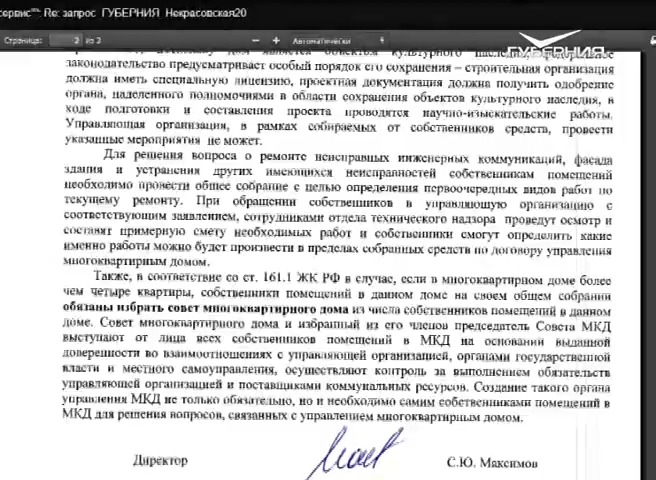 сервис"" Re: запрос ГУБЕРНИЯ Некрасовская20
Страница: 2 из 3 − + Автоматически
ГУБЕРНИЯ
законодательство предусматривает особый порядок его сохранения – строительная организация
должна иметь специальную лицензию, проектная документация должна получить одобрение
органа, наделенного полномочиями в области сохранения объектов культурного наследия, в
ходе подготовки и составления проекта проводятся научно-изыскательские работы.
Управляющая организация, в рамках собираемых от собственников средств, провести
указанные мероприятия не может.
Для решения вопроса о ремонте неисправных инженерных коммуникаций, фасада
здания и устранения других имеющихся неисправностей собственникам помещений
необходимо провести общее собрание с целью определения первоочередных видов работ по
текущему ремонту. При обращении собственников в управляющую организацию с
соответствующим заявлением, сотрудниками отдела технического надзора проведут осмотр и
составят примерную смету необходимых работ и собственники смогут определить какие
именно работы можно будет произвести в пределах собранных средств по договору управления
многоквартирным домом.
Также, в соответствие со ст. 161.1 ЖК РФ в случае, если в многоквартирном доме более
чем четыре квартиры, собственники помещений в данном доме на своем общем собрании
обязаны избрать совет многоквартирного дома из числа собственников помещений в данном
доме. Совет многоквартирного дома и избранный из его членов председатель Совета МКД
выступают от лица всех собственников помещений в МКД на основании выданной
доверенности во взаимоотношениях с управляющей организацией, органами государственной
власти и местного самоуправления, осуществляют контроль за выполнением обязательств
управляющей организацией и поставщиками коммунальных ресурсов. Создание такого органа
управления МКД не только обязательно, но и необходимо самим собственниками помещений в
МКД для решения вопросов, связанных с управлением многоквартирным домом.
Директор С.Ю. Максимов